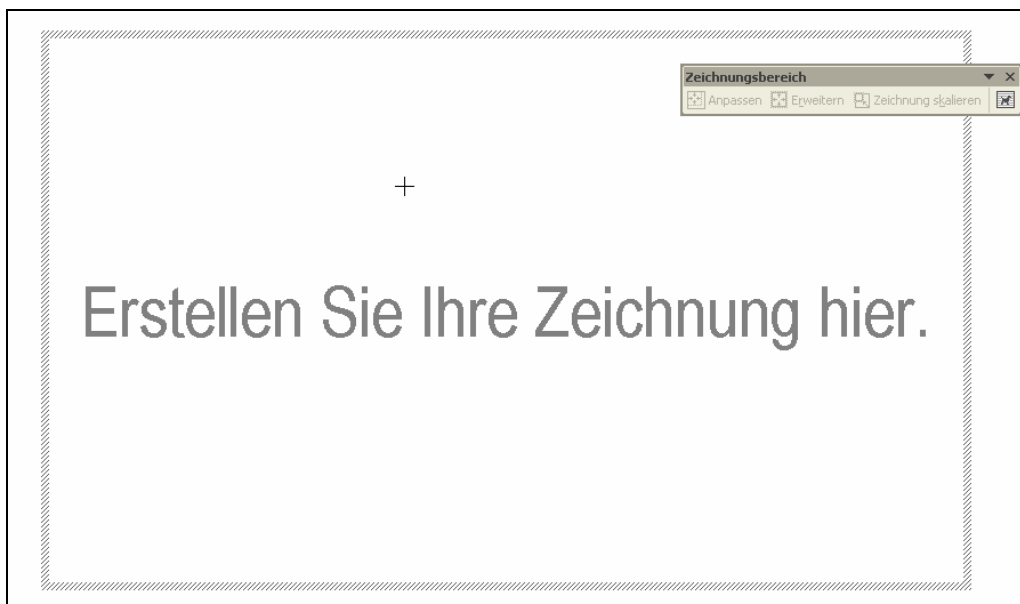 Zeichnungsbereich
Anpassen Erweitern Zeichnung skalieren
Erstellen Sie Ihre Zeichnung hier.